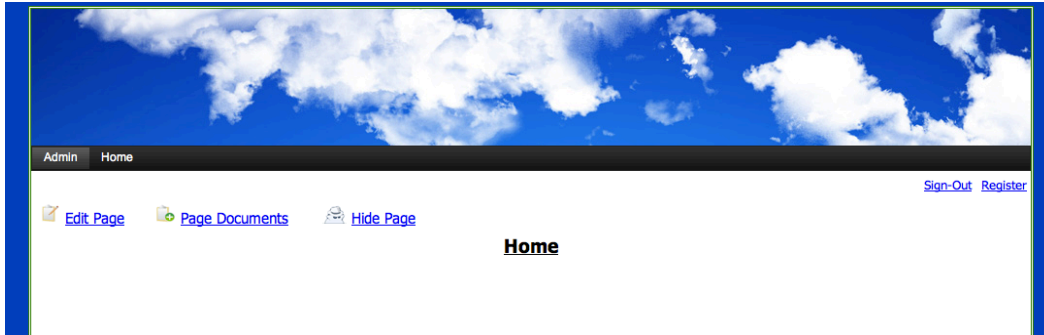 Admin Home
Sign-Out Register
Edit Page Page Documents Hide Page
Home